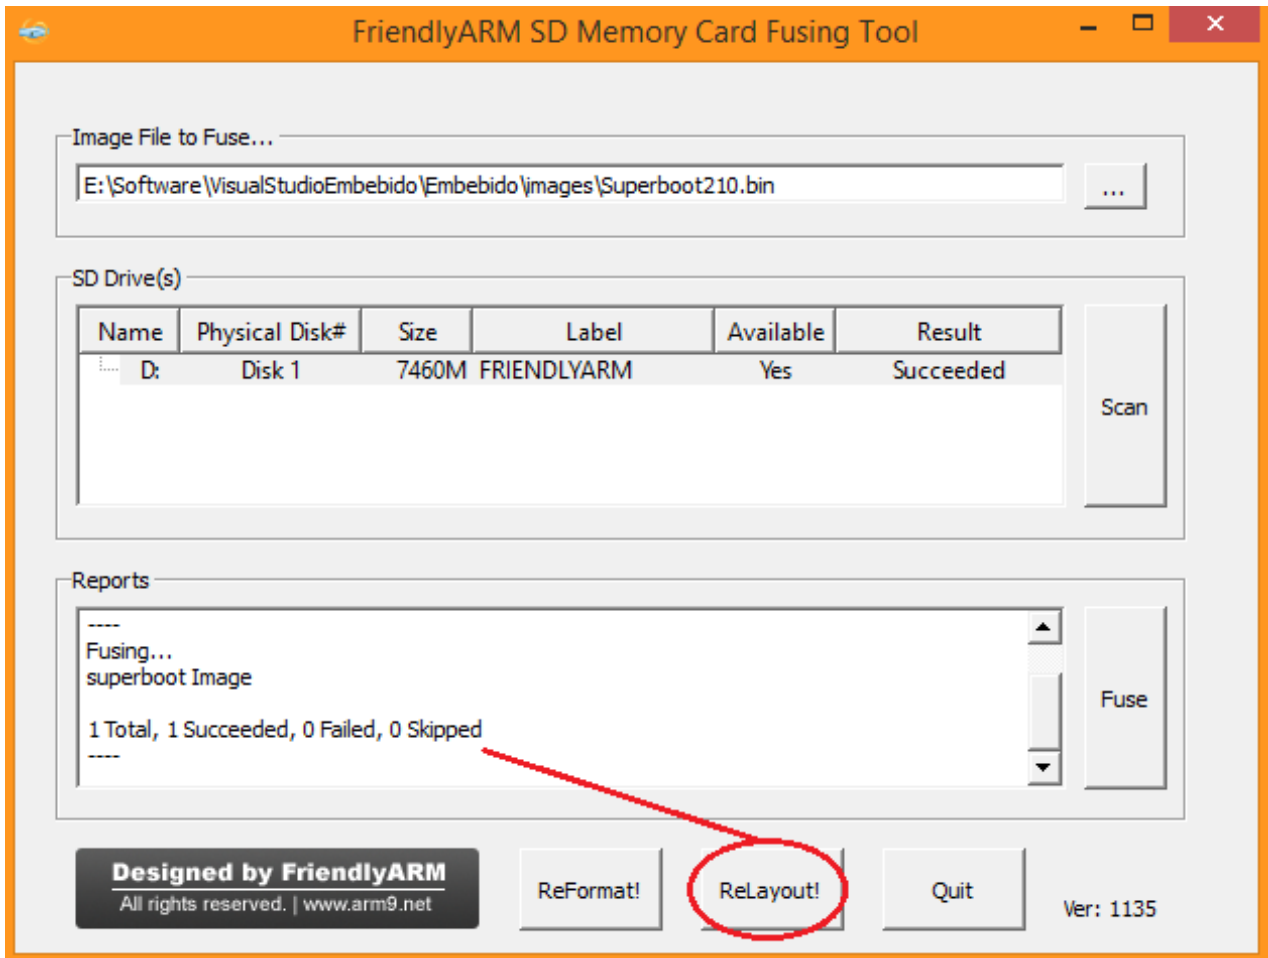 FriendlyARM SD Memory Card Fusing Tool
Image File to Fuse...
E:\Software\VisualStudioEmbebido\Embebido\images\Superboot210.bin
...
SD Drive(s)
Name Physical Disk# Size Label Available Result
D: Disk 1 7460M FRIENDLYARM Yes Succeeded
Scan
Reports
----
Fusing...
superboot Image
1 Total, 1 Succeeded, 0 Failed, 0 Skipped
----
Fuse
Designed by FriendlyARM
All rights reserved. | www.arm9.net
ReFormat!
ReLayout!
Quit
Ver: 1135